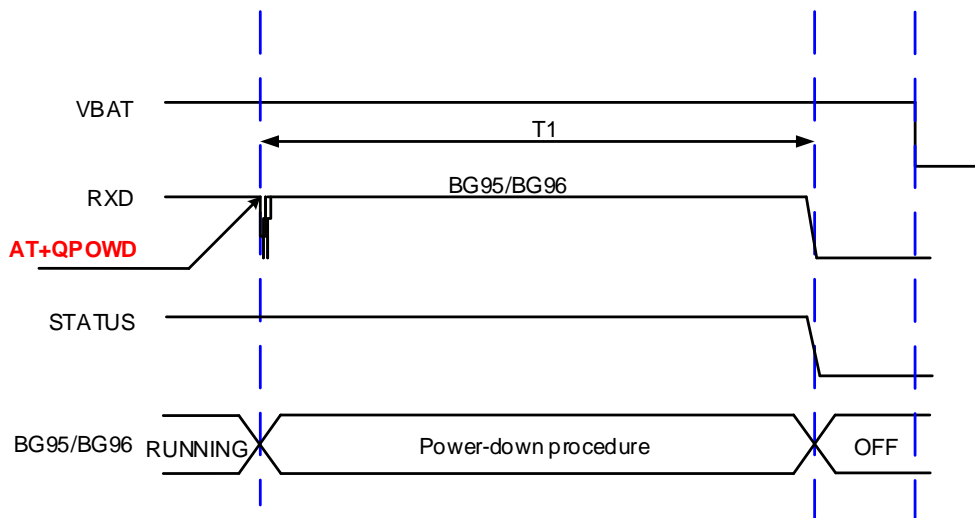 VBAT
T1
RXD
BG95/BG96
AT+QPOWD
STATUS
BG95/BG96
RUNNING
Power-down procedure
OFF